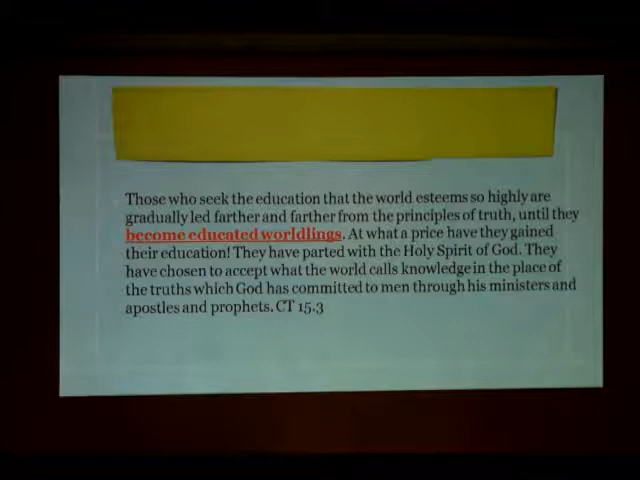 Those who seek the education that the world esteems so highly are
gradually led farther and farther from the principles of truth, until they
become educated worldlings. At what a price have they gained
their education! They have parted with the Holy Spirit of God. They
have chosen to accept what the world calls knowledge in the place of
the truths which God has committed to men through his ministers and
apostles and prophets. CT 15.3